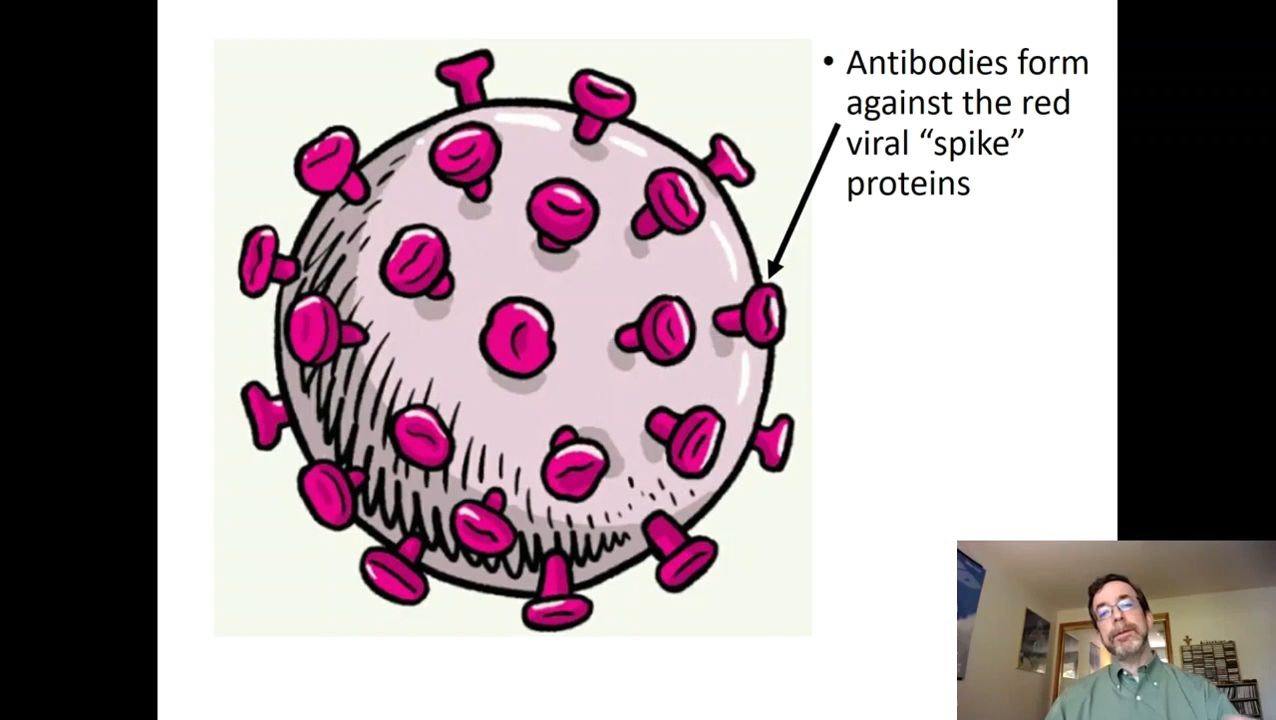 • Antibodies form
against the red
viral “spike”
proteins